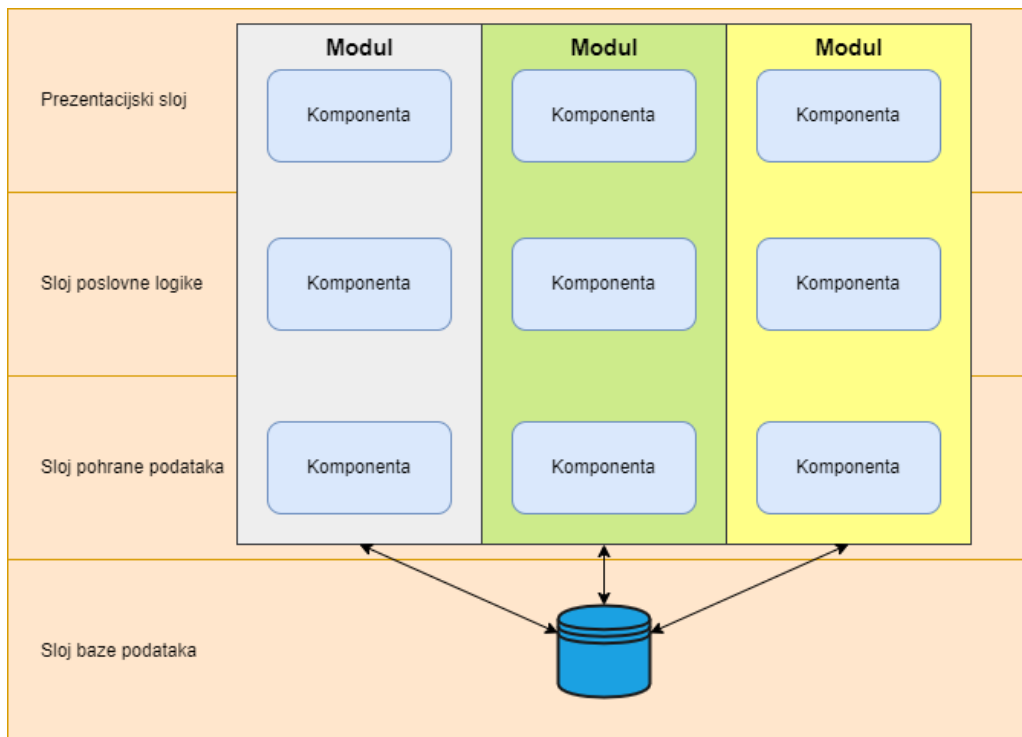 Modul
Modul
Modul
Prezentacijski sloj
Komponenta
Komponenta
Komponenta
Sloj poslovne logike
Komponenta
Komponenta
Komponenta
Sloj pohrane podataka
Komponenta
Komponenta
Komponenta
Sloj baze podataka